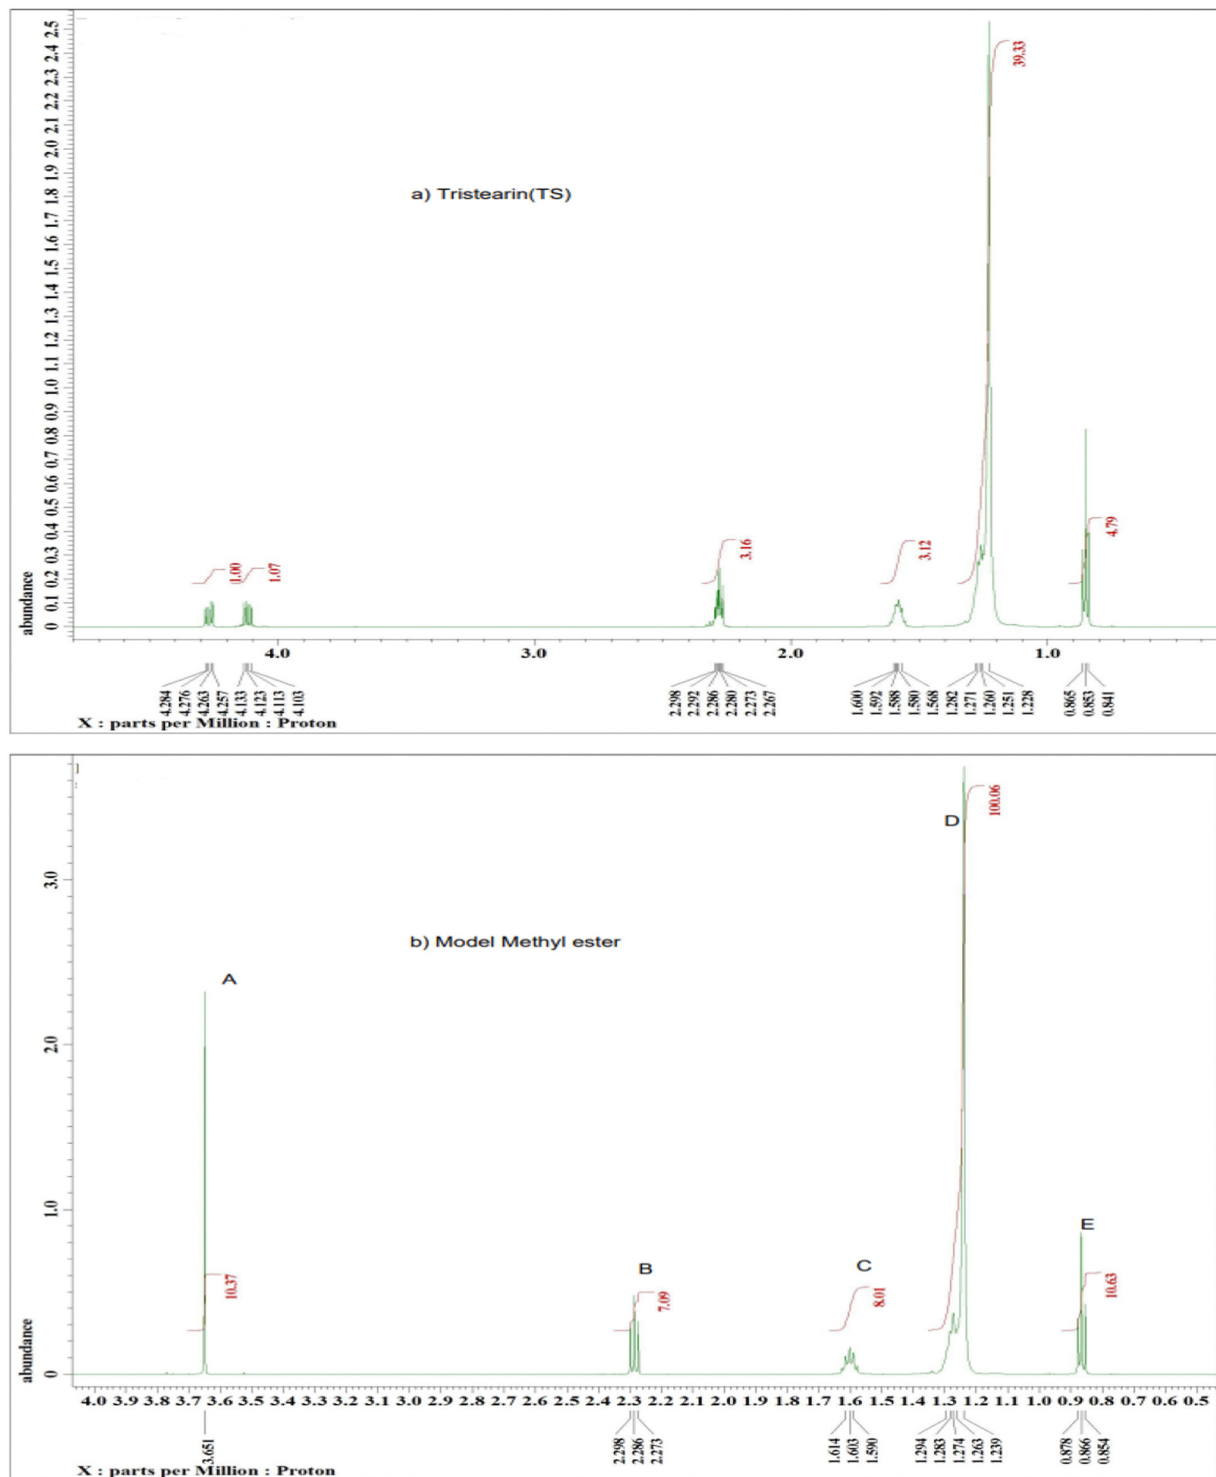 2.5
2.4
2.3
2.2
2.1
2.0
1.9
1.8
1.7
1.6
1.5
1.4
1.3
1.2
1.1
1.0
0.9
0.8
0.7
0.6
0.5
0.4
0.3
0.2
0.1
0
abundance
a) Tristearin(TS)
1.00
1.07
3.16
3.12
39.33
4.79
4.0 3.0 2.0 1.0
4.284 4.276 4.263 4.257 4.133 4.123 4.113 4.103 2.298 2.292 2.286 2.280 2.273 2.267 1.600 1.592 1.588 1.580 1.568 1.282 1.271 1.260 1.251 1.228 0.865 0.853 0.841
X : parts per Million : Proton
3.0
2.0
1.0
0
abundance
b) Model Methyl ester
A
B
C
D
E
10.37
7.09
8.01
100.06
10.63
4.0 3.9 3.8 3.7 3.6 3.5 3.4 3.3 3.2 3.1 3.0 2.9 2.8 2.7 2.6 2.5 2.4 2.3 2.2 2.1 2.0 1.9 1.8 1.7 1.6 1.5 1.4 1.3 1.2 1.1 1.0 0.9 0.8 0.7 0.6 0.5
3.651 2.298 2.286 2.273 1.614 1.603 1.590 1.294 1.283 1.274 1.263 1.239 0.878 0.866 0.854
X : parts per Million : Proton